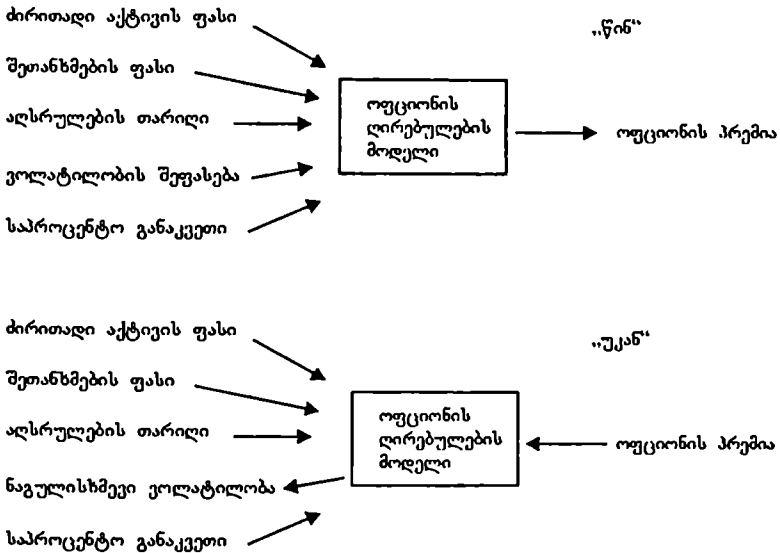 ძირითადი აქტივის ფასი
„წინ“
შეთანხმების ფასი
ოფციონის
ღირებულების
მოდელი
აღსრულების თარიღი
ოფციონის პრემია
ვოლატილობის შეფასება
საპროცენტო განაკვეთი
ძირითადი აქტივის ფასი
„უკან“
შეთანხმების ფასი
ოფციონის
ღირებულების
მოდელი
აღსრულების თარიღი
ოფციონის პრემია
ნაგულისხმევი ვოლატილობა
საპროცენტო განაკვეთი